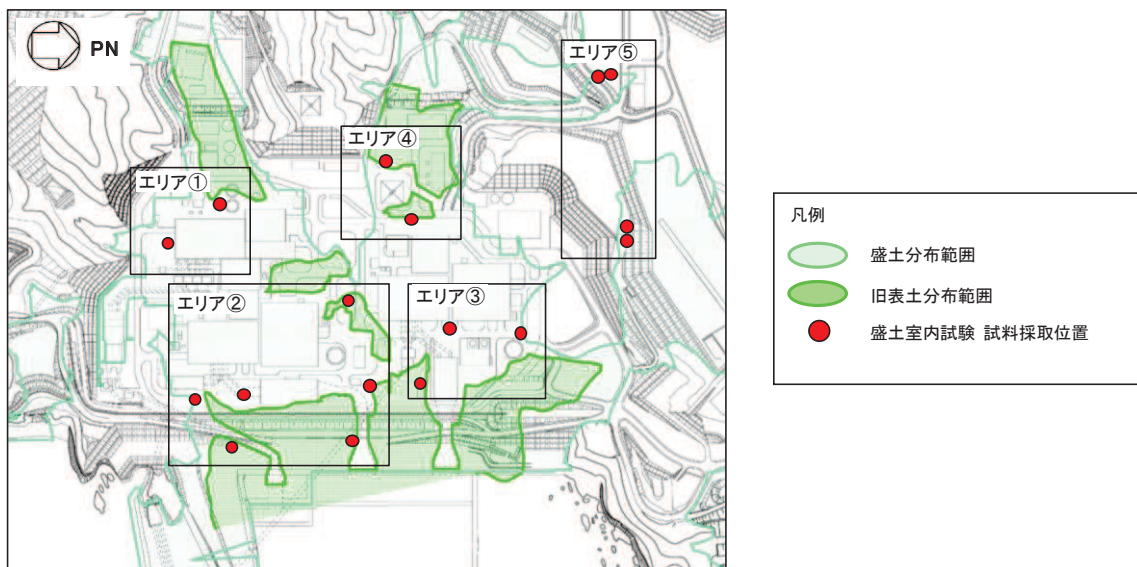 PN
エリア⑤
エリア④
エリア①
エリア②
エリア③
凡例
盛土分布範囲
旧表土分布範囲
盛土室内試験 試料採取位置